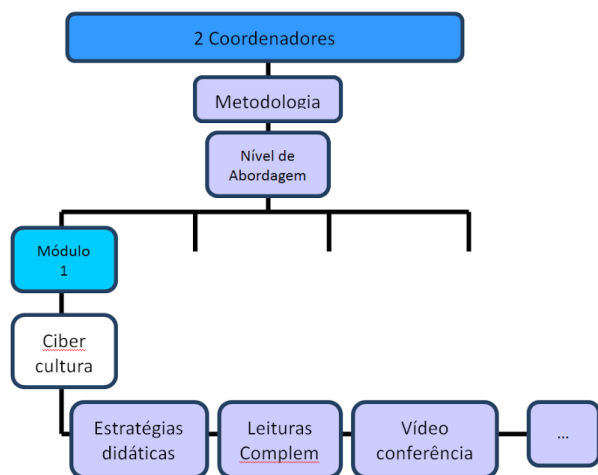 2 Coordenadores
Metodologia
Nível de
Abordagem
Módulo
1
Ciber
cultura
Estratégias
didáticas
Leituras
Complem
Vídeo
conferência
...